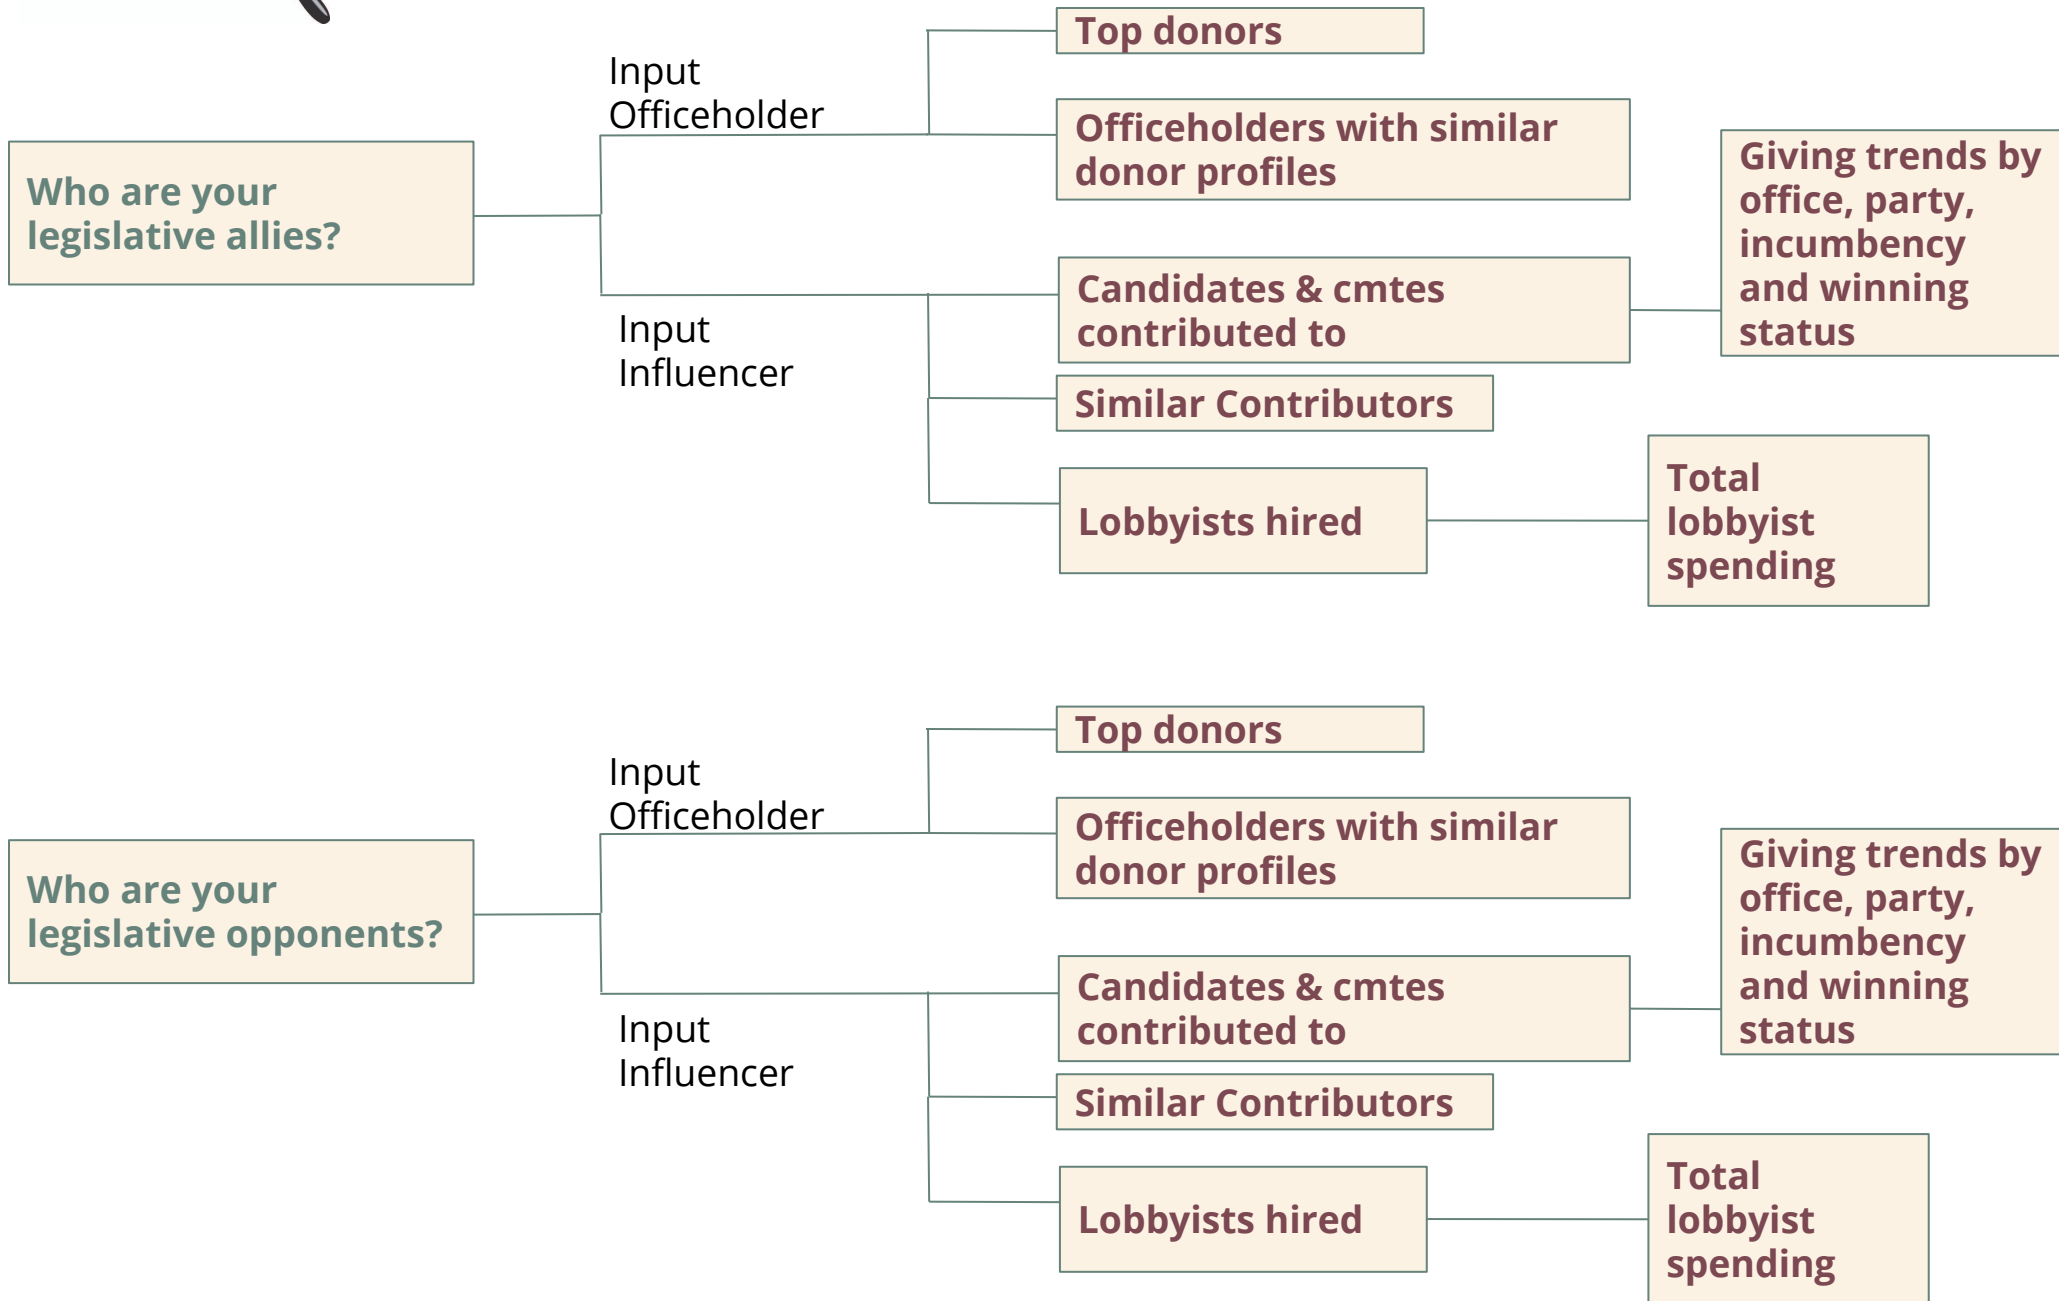 Top donors
Input
Officeholder
Officeholders with similar
donor profiles
Who are your
legislative allies?
Giving trends by
office, party,
incumbency
and winning
status
Candidates & cmtes
contributed to
Input
Influencer
Similar Contributors
Lobbyists hired
Total
lobbyist
spending
Top donors
Input
Officeholder
Officeholders with similar
donor profiles
Who are your
legislative opponents?
Giving trends by
office, party,
incumbency
and winning
status
Candidates & cmtes
contributed to
Input
Influencer
Similar Contributors
Lobbyists hired
Total
lobbyist
spending